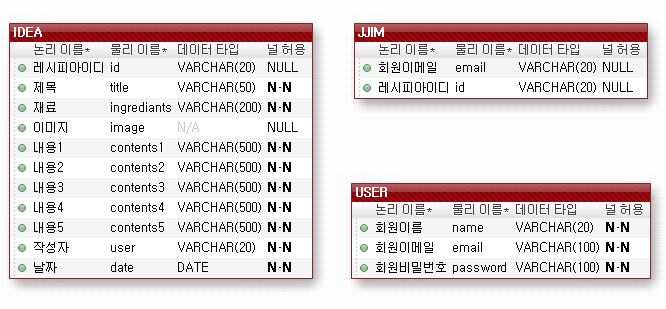 IDEA
논리 이름* 물리 이름* 데이터 타입 널 허용
레시피아이디 id VARCHAR(20) NULL
제목 title VARCHAR(50) N-N
재료 ingrediants VARCHAR(200) N-N
이미지 image N/A NULL
내용1 contents1 VARCHAR(500) N-N
내용2 contents2 VARCHAR(500) N-N
내용3 contents3 VARCHAR(500) N-N
내용4 contents4 VARCHAR(500) N-N
내용5 contents5 VARCHAR(500) N-N
작성자 user VARCHAR(20) N-N
날짜 date DATE N-N
JJIM
논리 이름* 물리 이름* 데이터 타입 널 허용
회원이메일 email VARCHAR(20) NULL
레시피아이디 id VARCHAR(20) NULL
USER
논리 이름* 물리 이름* 데이터 타입 널 허용
회원이름 name VARCHAR(20) N-N
회원이메일 email VARCHAR(100) N-N
회원비밀번호 password VARCHAR(100) N-N